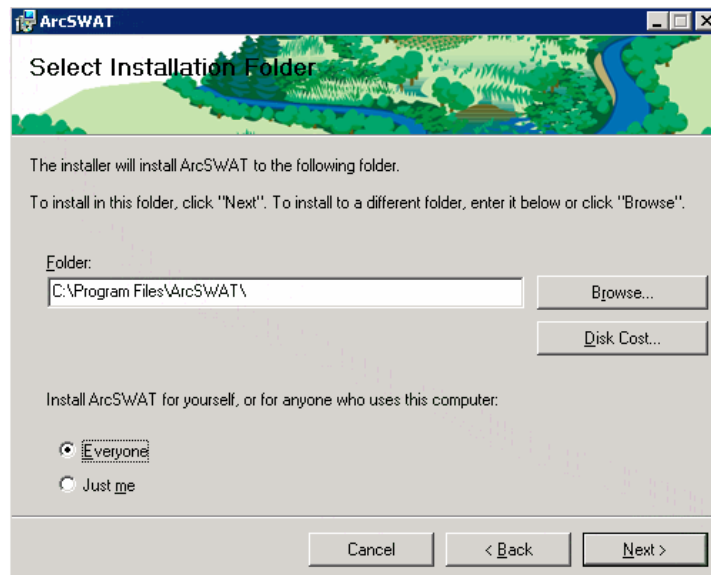 ArcSWAT
Select Installation Folder
The installer will install ArcSWAT to the following folder.
To install in this folder, click "Next". To install to a different folder, enter it below or click "Browse".
Folder:
C:\Program Files\ArcSWAT\
Browse...
Disk Cost...
Install ArcSWAT for yourself, or for anyone who uses this computer:
Everyone
Just me
Cancel
< Back
Next >